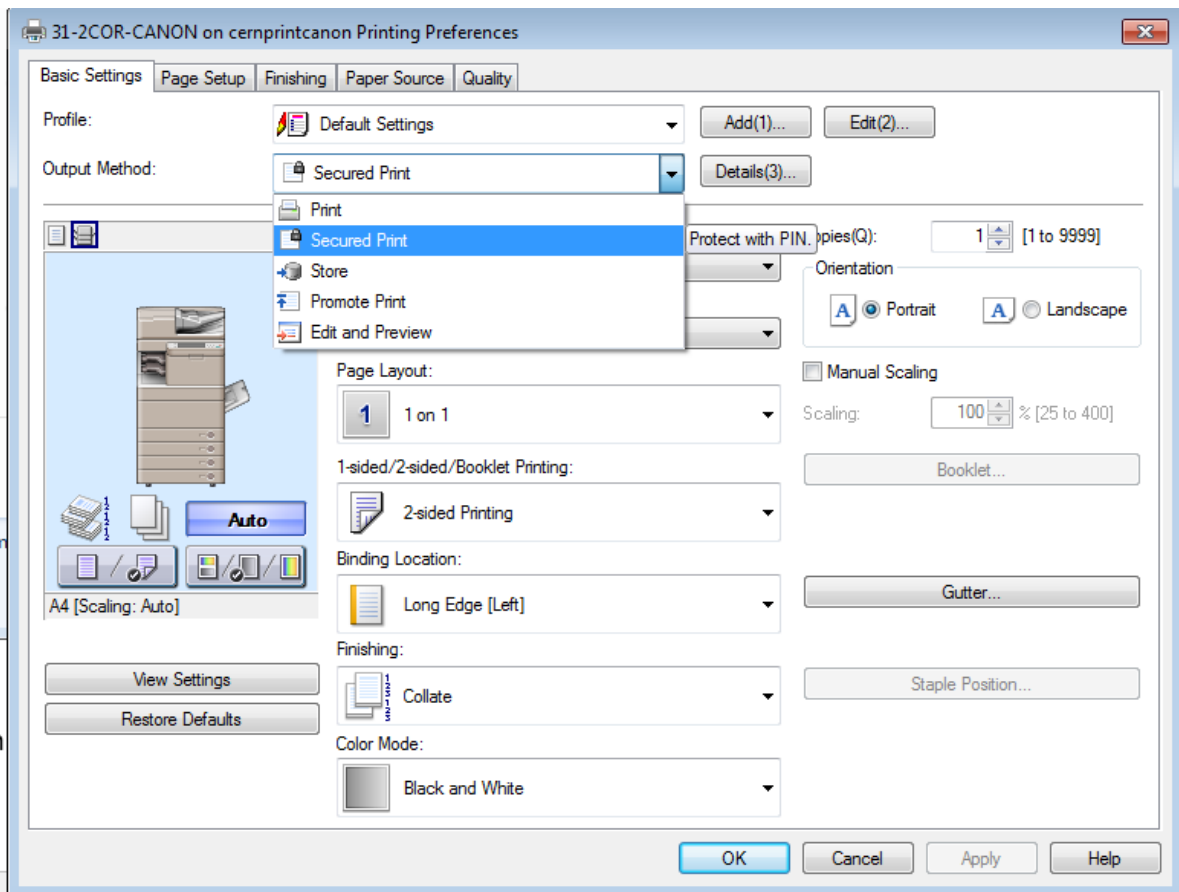 31-2COR-CANON on cernprintcanon Printing Preferences
Basic Settings Page Setup Finishing Paper Source Quality
Profile: Default Settings Add(1)... Edit(2)...
Output Method: Secured Print Details(3)...
Print
Secured Print
Protect with PIN.
opies(Q): 1 [1 to 9999]
Store
Orientation
Promote Print
A Portrait A Landscape
Edit and Preview
Page Layout:
Manual Scaling
1 1 on 1
Scaling: 100 % [25 to 400]
1-sided/2-sided/Booklet Printing:
Booklet...
2-sided Printing
Auto
Binding Location:
A4 [Scaling: Auto]
Long Edge [Left]
Gutter...
Finishing:
View Settings
Collate
Staple Position...
Restore Defaults
Color Mode:
Black and White
OK Cancel Apply Help